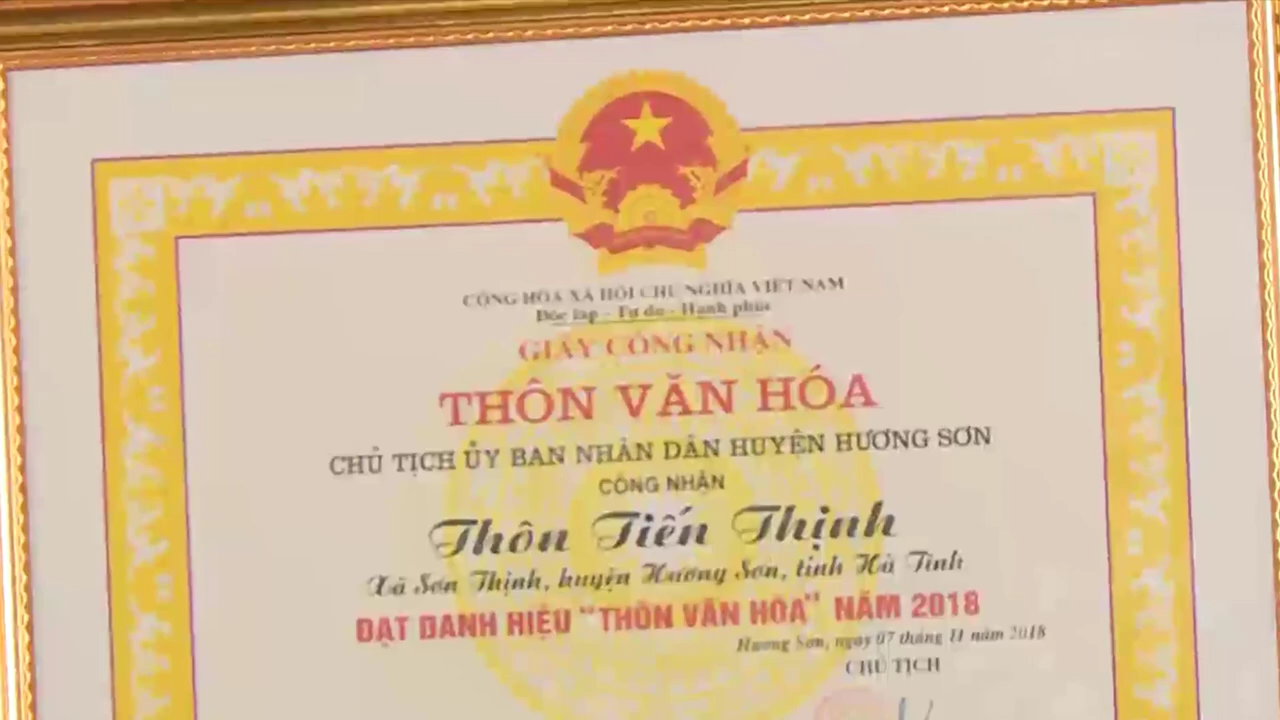 CỘNG HÒA XÃ HỘI CHỦ NGHĨA VIỆT NAM
Độc lập - Tự do - Hạnh phúc
GIẤY CÔNG NHẬN
THÔN VĂN HÓA
CHỦ TỊCH ỦY BAN NHÂN DÂN HUYỆN HƯƠNG SƠN
CÔNG NHẬN
Thôn Tiến Thịnh
Xã Sơn Thịnh, huyện Hương Sơn, tỉnh Hà Tĩnh
ĐẠT DANH HIỆU "THÔN VĂN HÓA" NĂM 2018
Hương Sơn, ngày 07 tháng 11 năm 2018
CHỦ TỊCH